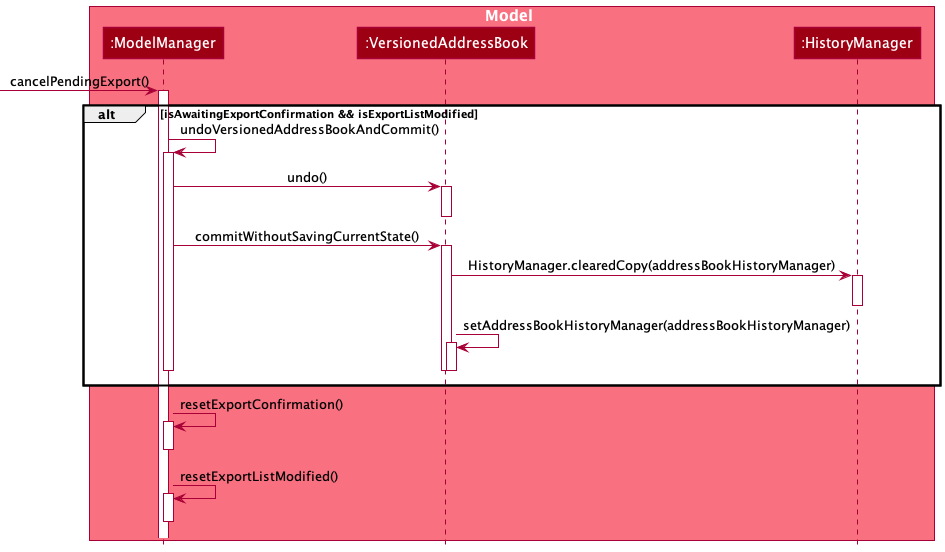 Model
:ModelManager
:VersionedAddressBook
:HistoryManager
cancelPendingExport()
alt
[isAwaitingExportConfirmation && isExportListModified]
undoVersionedAddressBookAndCommit()
undo()
commitWithoutSavingCurrentState()
HistoryManager.clearedCopy(addressBookHistoryManager)
setAddressBookHistoryManager(addressBookHistoryManager)
resetExportConfirmation()
resetExportListModified()